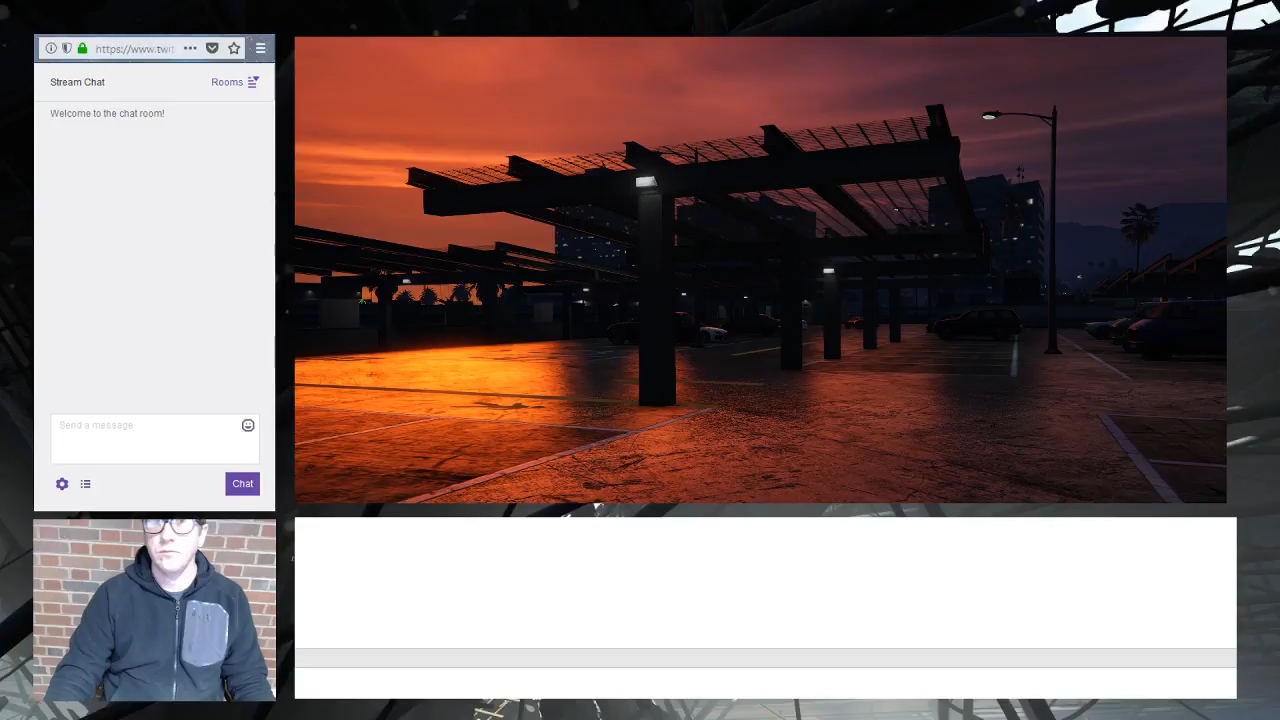 https://www.twit
Stream Chat
Rooms
Welcome to the chat room!
Send a message
Chat